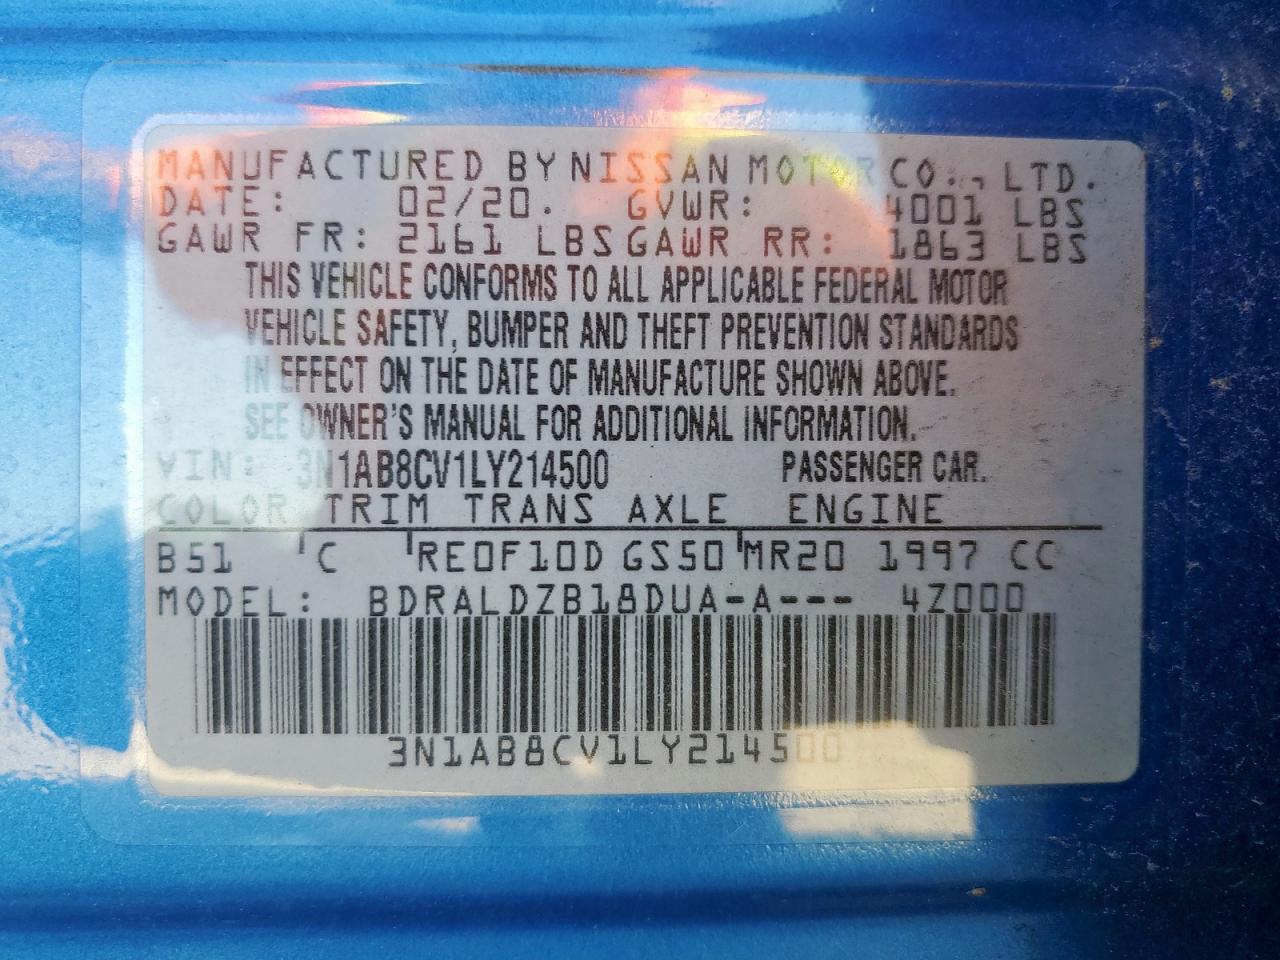 MANUFACTURED BY NISSAN MOTOR CO., LTD.
DATE: 02/20. GVWR: 4001 LBS
GAWR FR: 2161 LBS GAWR RR: 1863 LBS
THIS VEHICLE CONFORMS TO ALL APPLICABLE FEDERAL MOTOR
VEHICLE SAFETY, BUMPER AND THEFT PREVENTION STANDARDS
IN EFFECT ON THE DATE OF MANUFACTURE SHOWN ABOVE.
SEE OWNER'S MANUAL FOR ADDITIONAL INFORMATION.
VIN: 3N1AB8CV1LY214500 PASSENGER CAR.
COLOR TRIM TRANS AXLE ENGINE
B51 C RE0F10D GS50 MR20 1997 CC
MODEL: BDRALDZB18DUA-A--- 4Z000
3N1AB8CV1LY214500